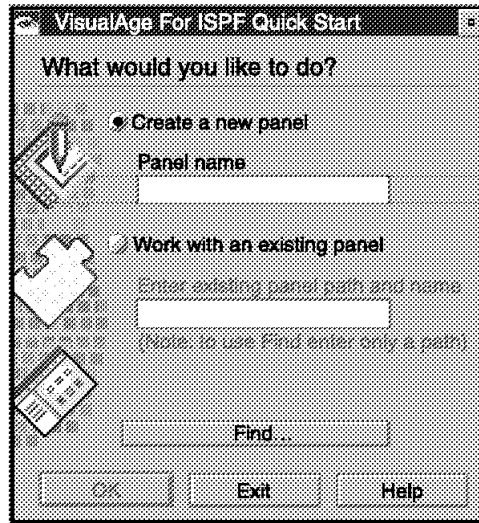 VisualAge For ISPF Quick Start
What would you like to do?
Create a new panel
Panel name
Work with an existing panel
Enter existing panel path and name
(Note: to use Find enter only a path)
Find...
OK
Exit
Help